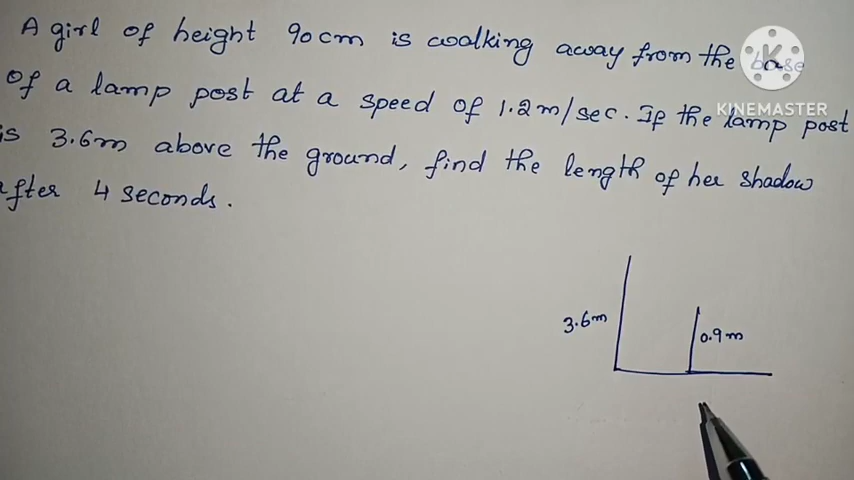 A girl of height 90cm is walking away from the base
of a lamp post at a speed of 1.2m/sec. If the lamp post
is 3.6m above the ground, find the length of her shadow
after 4 seconds.
KINEMASTER
3.6m
0.9m